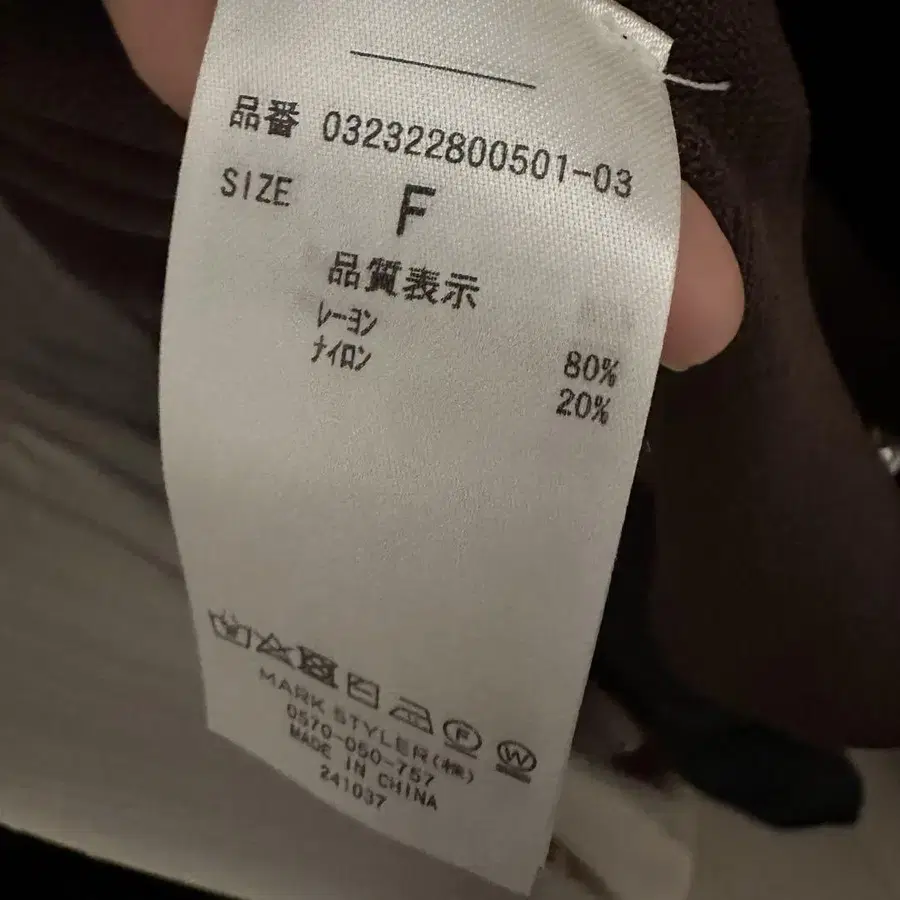 品番 032322800501-03
SIZE F
品質表示
レーヨン 80%
ナイロン 20%
F W
MARK STYLER(株)
0570-050-757
MADE IN CHINA
241037